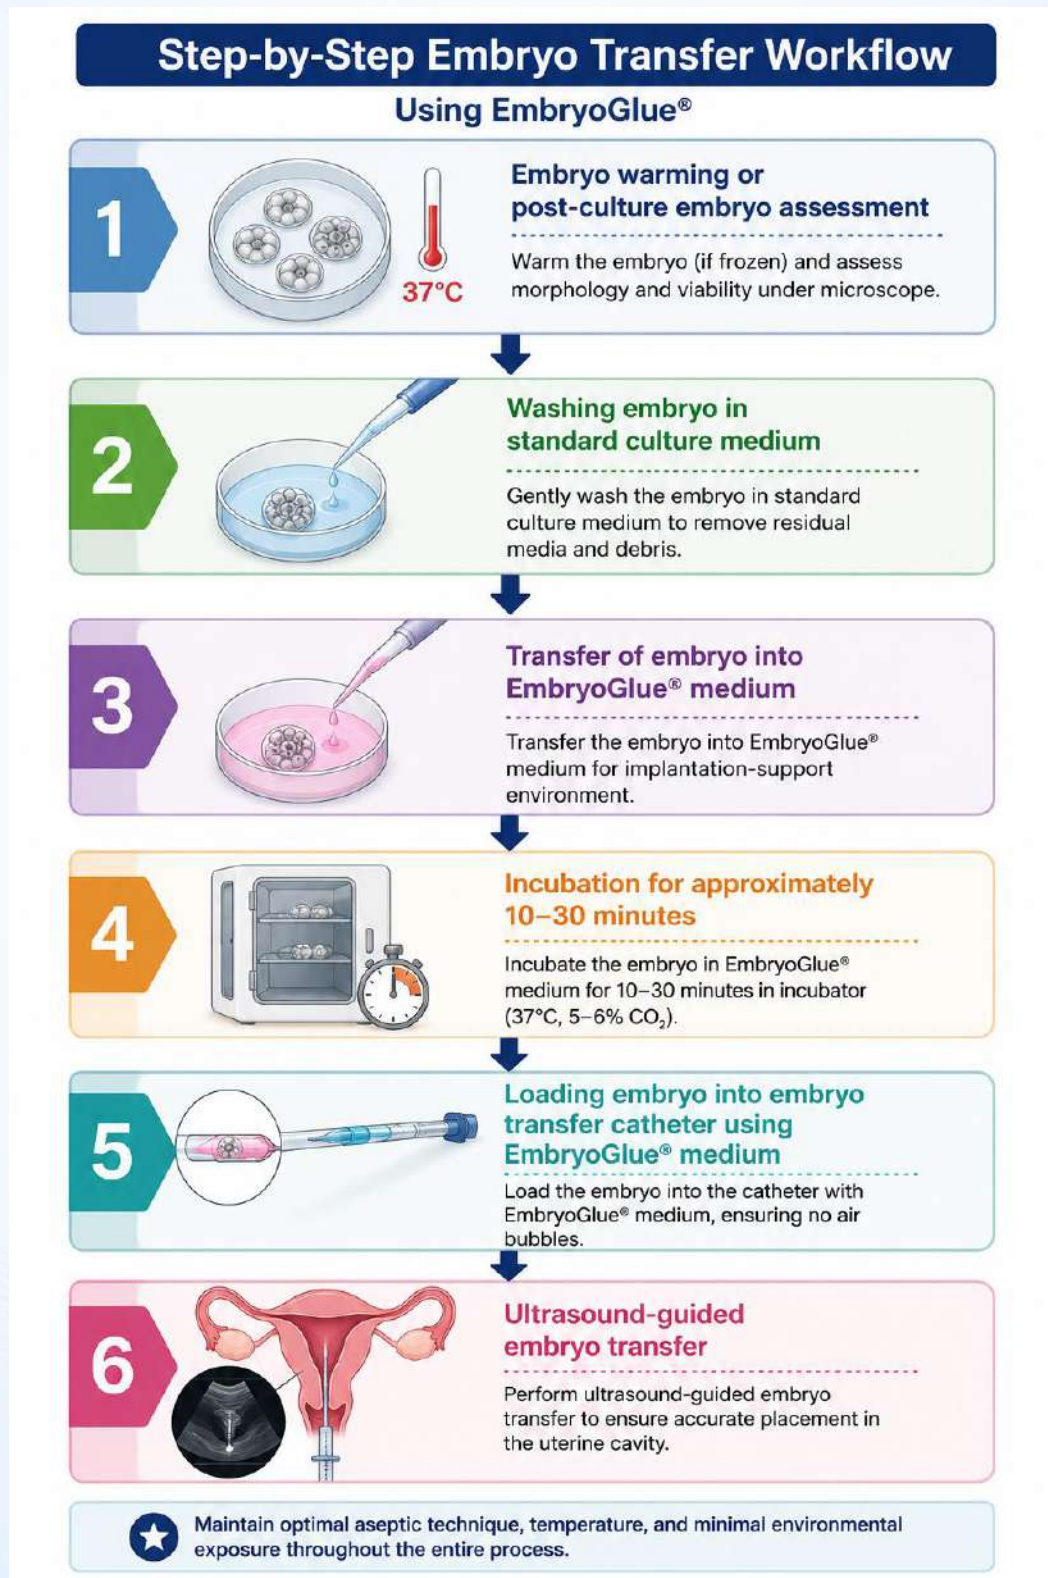 Step-by-Step Embryo Transfer Workflow
Using EmbryoGlue®
1
37°C
Embryo warming or
post-culture embryo assessment
Warm the embryo (if frozen) and assess
morphology and viability under microscope.
2
Washing embryo in
standard culture medium
Gently wash the embryo in standard
culture medium to remove residual
media and debris.
3
Transfer of embryo into
EmbryoGlue® medium
Transfer the embryo into EmbryoGlue®
medium for implantation-support
environment.
4
Incubation for approximately
10–30 minutes
Incubate the embryo in EmbryoGlue®
medium for 10–30 minutes in incubator
(37°C, 5–6% CO₂).
5
Loading embryo into embryo
transfer catheter using
EmbryoGlue® medium
Load the embryo into the catheter with
EmbryoGlue® medium, ensuring no air
bubbles.
6
Ultrasound-guided
embryo transfer
Perform ultrasound-guided embryo
transfer to ensure accurate placement in
the uterine cavity.
Maintain optimal aseptic technique, temperature, and minimal environmental
exposure throughout the entire process.